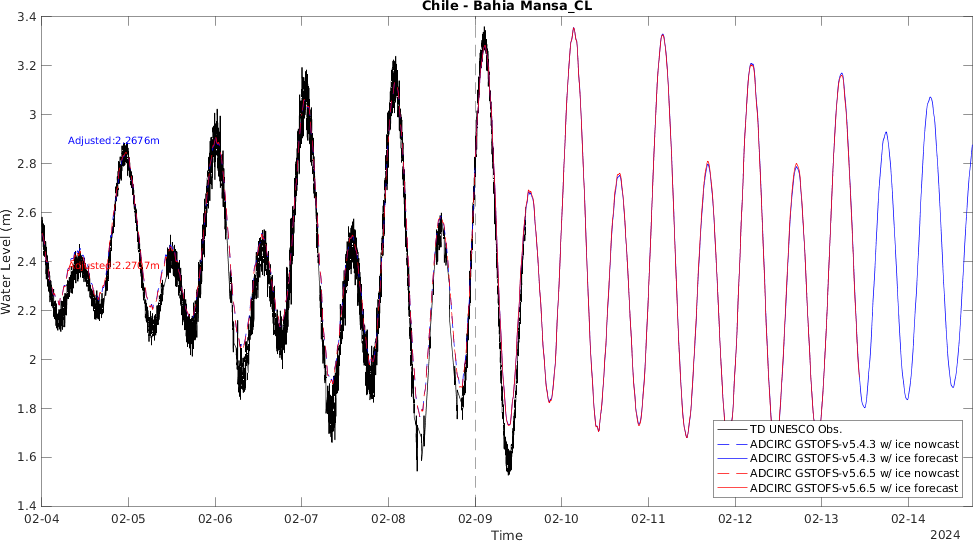 Chile - Bahia Mansa_CL
3.4
3.2
3
2.8
2.6
2.4
2.2
2
1.8
1.6
1.4
Water Level (m)
Adjusted:2.2676m
Adjusted:2.2767m
TD UNESCO Obs.
ADCIRC GSTOFS-v5.4.3 w/ ice nowcast
ADCIRC GSTOFS-v5.4.3 w/ ice forecast
ADCIRC GSTOFS-v5.6.5 w/ ice nowcast
ADCIRC GSTOFS-v5.6.5 w/ ice forecast
02-04 02-05 02-06 02-07 02-08 02-09 02-10 02-11 02-12 02-13 02-14
Time
2024